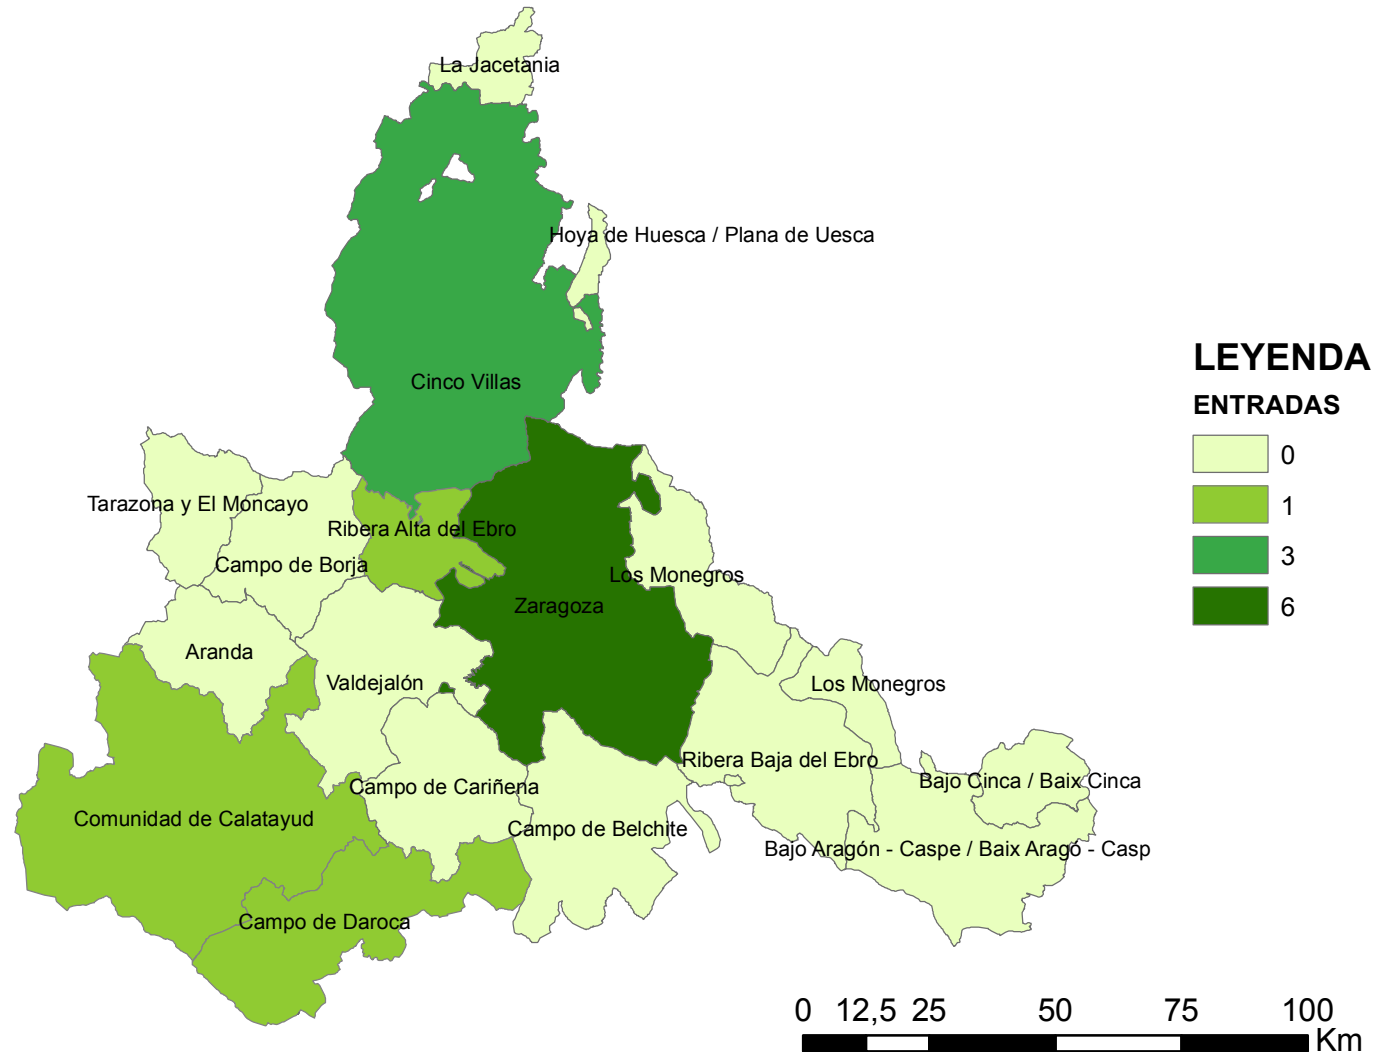 La Jacetania
Hoya de Huesca / Plana de Uesca
Cinco Villas
LEYENDA
ENTRADAS
0
1
3
6
Tarazona y El Moncayo
Ribera Alta del Ebro
Campo de Borja
Los Monegros
Zaragoza
Aranda
Valdejalón
Los Monegros
Ribera Baja del Ebro
Bajo Cinca / Baix Cinca
Campo de Cariñena
Comunidad de Calatayud
Campo de Belchite
Bajo Aragón - Caspe / Baix Aragó - Casp
Campo de Daroca
0 12,5 25 50 75 100
Km